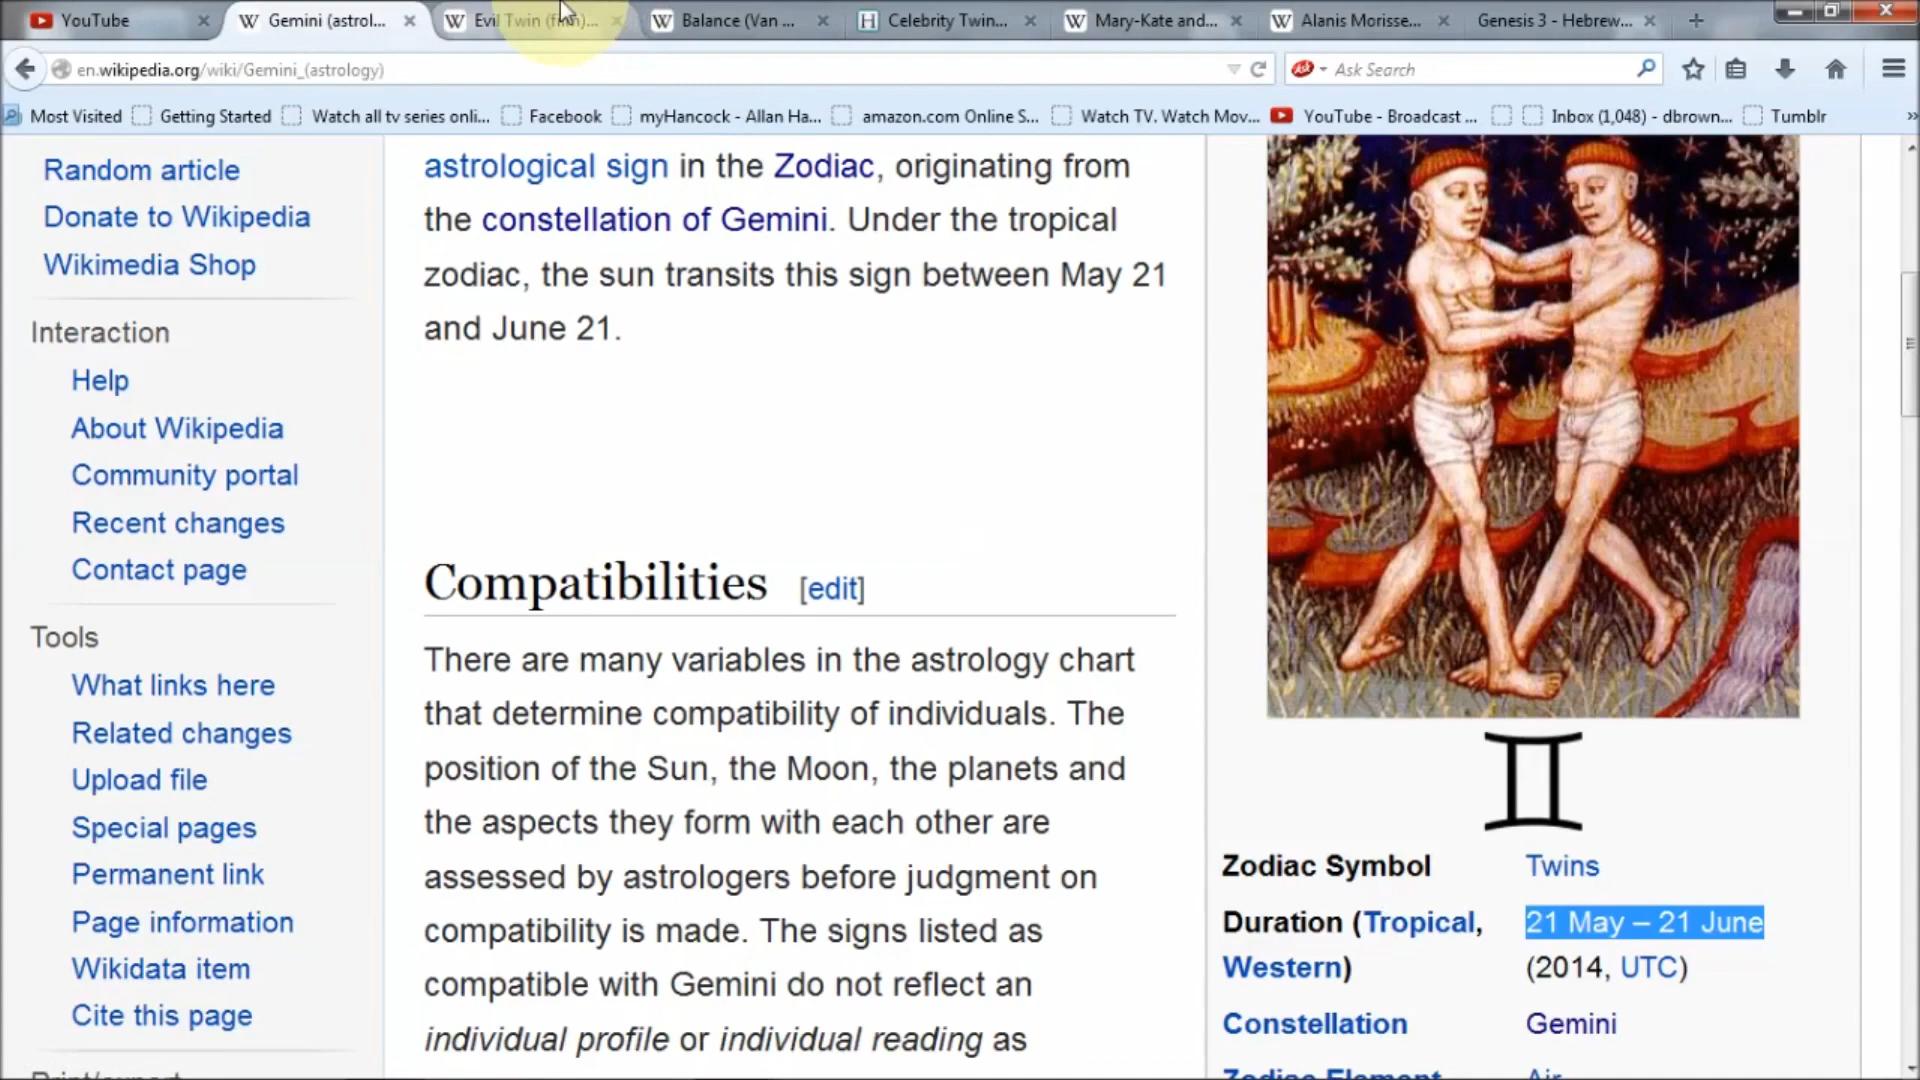 YouTube
Gemini (astrol...
Evil Twin (film)...
Balance (Van ...
Celebrity Twin...
Mary-Kate and...
Alanis Morisse...
Genesis 3 - Hebrew...
en.wikipedia.org/wiki/Gemini_(astrology)
Ask Search
Most Visited
Getting Started
Watch all tv series onli...
Facebook
myHancock - Allan Ha...
amazon.com Online S...
Watch TV. Watch Mov...
YouTube - Broadcast ...
Inbox (1,048) - dbrown...
Tumblr
Random article
Donate to Wikipedia
Wikimedia Shop
Interaction
Help
About Wikipedia
Community portal
Recent changes
Contact page
Tools
What links here
Related changes
Upload file
Special pages
Permanent link
Page information
Wikidata item
Cite this page
Print/export
astrological sign in the Zodiac, originating from
the constellation of Gemini. Under the tropical
zodiac, the sun transits this sign between May 21
and June 21.
Compatibilities [edit]
There are many variables in the astrology chart
that determine compatibility of individuals. The
position of the Sun, the Moon, the planets and
the aspects they form with each other are
assessed by astrologers before judgment on
compatibility is made. The signs listed as
compatible with Gemini do not reflect an
individual profile or individual reading as
Zodiac Symbol Twins
Duration (Tropical, 21 May – 21 June
Western) (2014, UTC)
Constellation Gemini
Zodiac Element Air